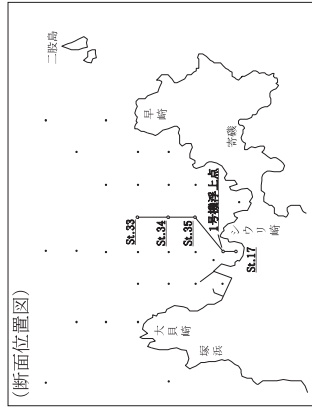 (断面位置図)
二股島
早崎
寄磯
St.33
St.34
St.35
1号機浮上点
シウリ崎
St.17
大貝崎
塚浜